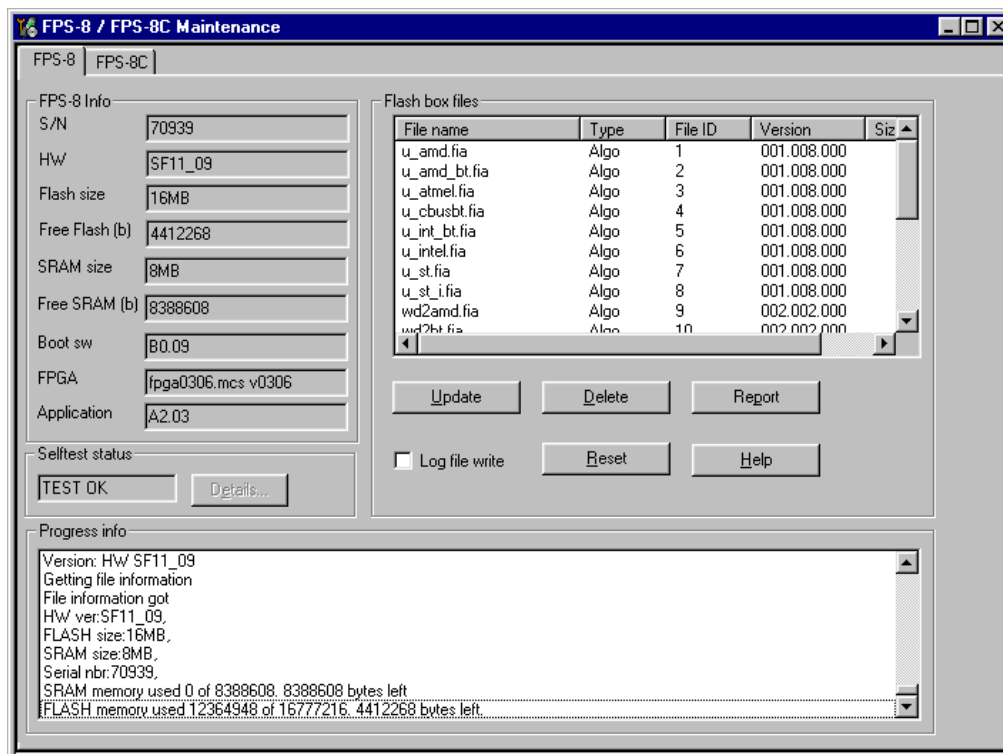 FPS-8 / FPS-8C Maintenance
FPS-8 FPS-8C
FPS-8 Info
S/N 70939
HW SF11_09
Flash size 16MB
Free Flash (b) 4412268
SRAM size 8MB
Free SRAM (b) 8388608
Boot sw B0.09
FPGA fpga0306.mcs v0306
Application A2.03
Selftest status
TEST OK Details...
Flash box files
File name Type File ID Version Siz
u_amd.fia Algo 1 001.008.000
u_amd_bt.fia Algo 2 001.008.000
u_atmel.fia Algo 3 001.008.000
u_cbusbt.fia Algo 4 001.008.000
u_int_bt.fia Algo 5 001.008.000
u_intel.fia Algo 6 001.008.000
u_st.fia Algo 7 001.008.000
u_st_i.fia Algo 8 001.008.000
wd2amd.fia Algo 9 002.002.000
wd2bt.fia Algo 10 002.002.000
Update Delete Report
Log file write Reset Help
Progress info
Version: HW SF11_09
Getting file information
File information got
HW ver:SF11_09,
FLASH size:16MB,
SRAM size:8MB,
Serial nbr:70939,
SRAM memory used 0 of 8388608. 8388608 bytes left
FLASH memory used 12364948 of 16777216. 4412268 bytes left.